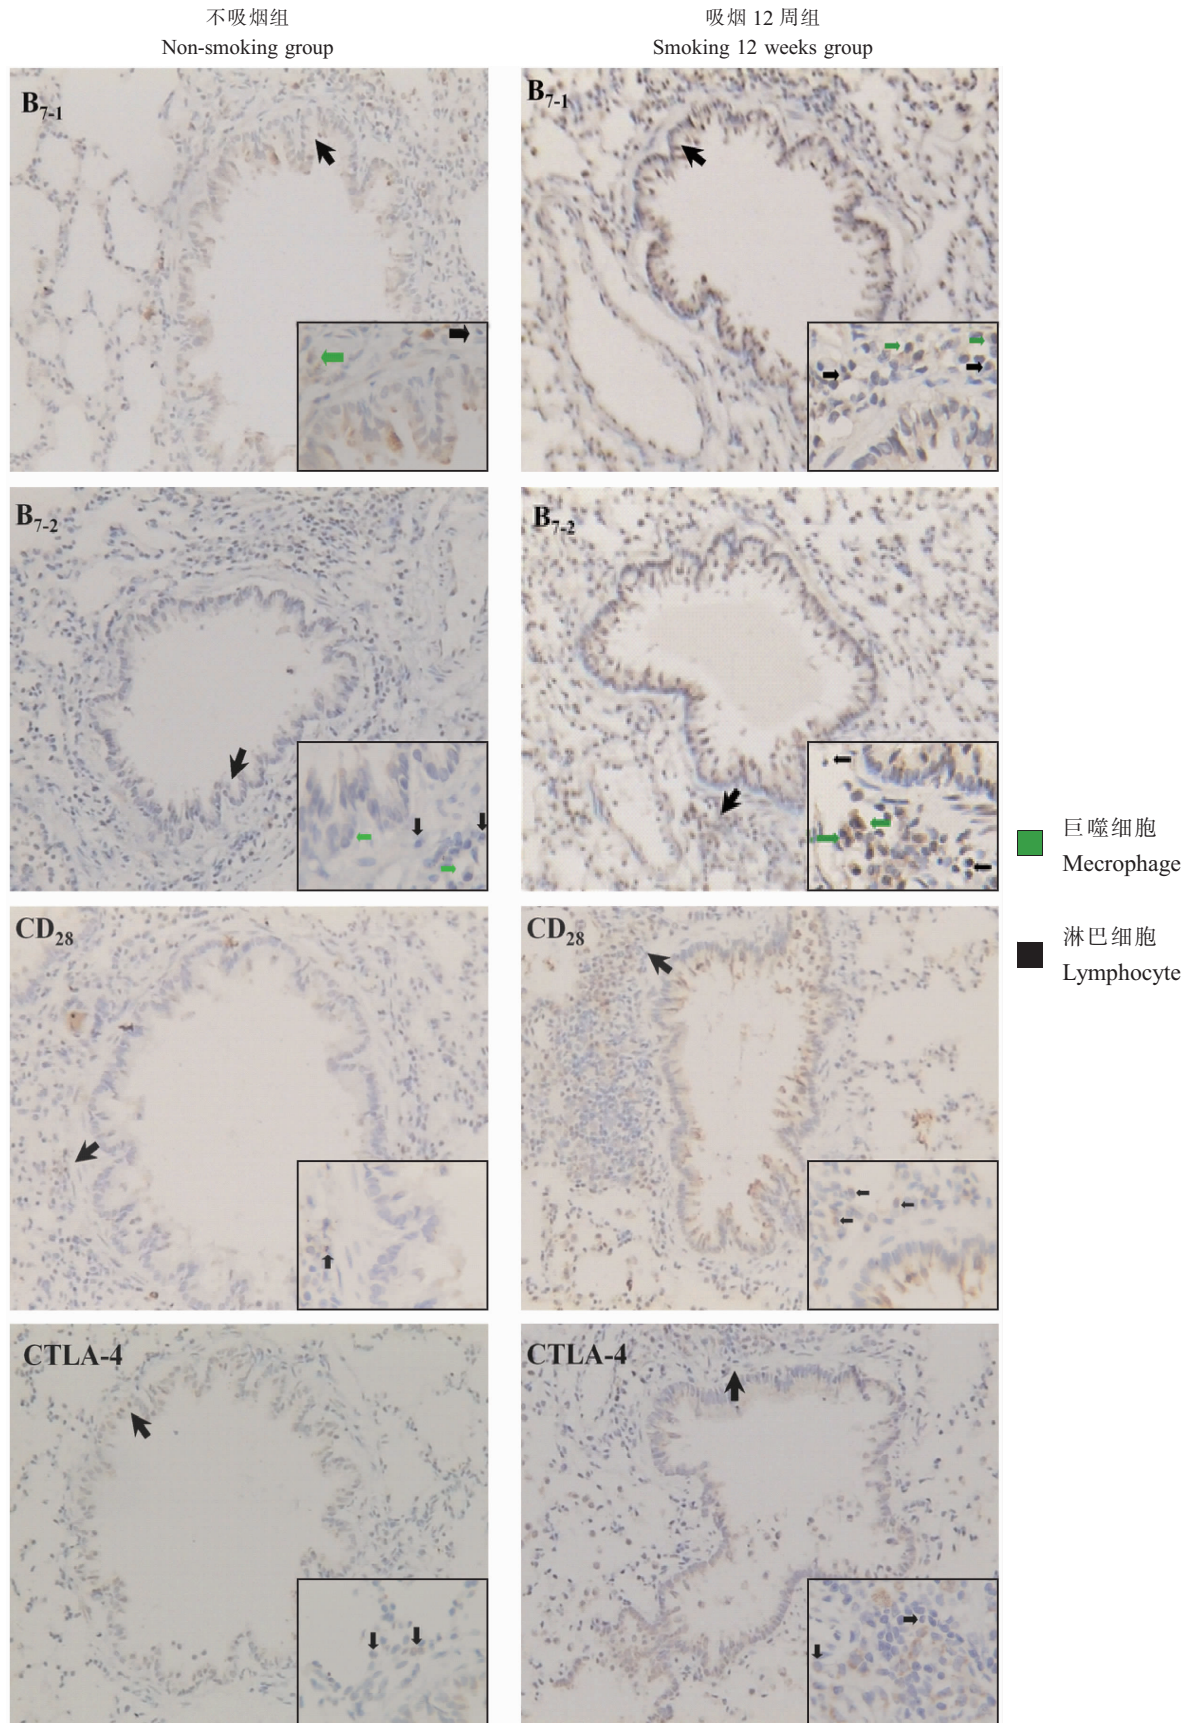 不吸烟组
Non-smoking group
吸烟 12 周组
Smoking 12 weeks group
B7-1
B7-1
B7-2
B7-2
巨噬细胞
Mecrophage
淋巴细胞
Lymphocyte
CD28
CD28
CTLA-4
CTLA-4